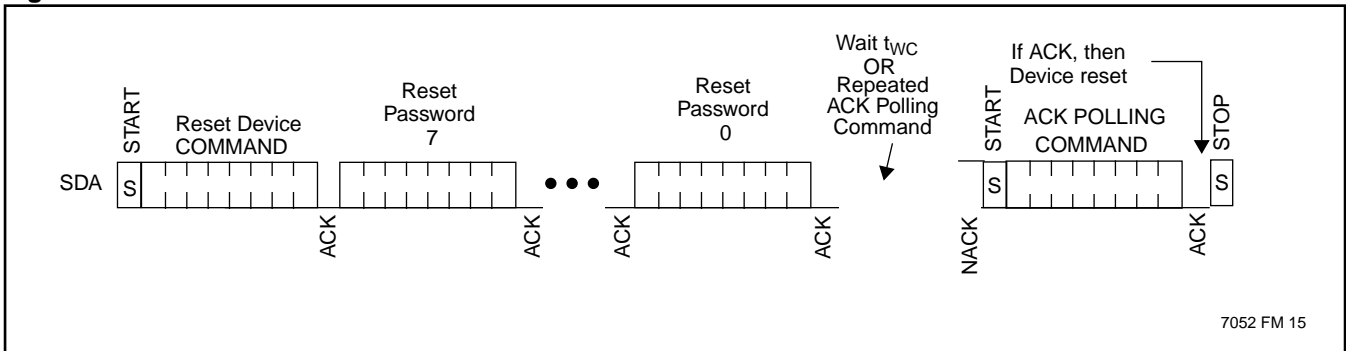 SDA
START
S
Reset Device
COMMAND
ACK
Reset
Password
7
ACK
ACK
Reset
Password
0
ACK
Wait tWC
OR
Repeated
ACK Polling
Command
NACK
START
S
ACK POLLING
COMMAND
ACK
If ACK, then
Device reset
STOP
S
7052 FM 15